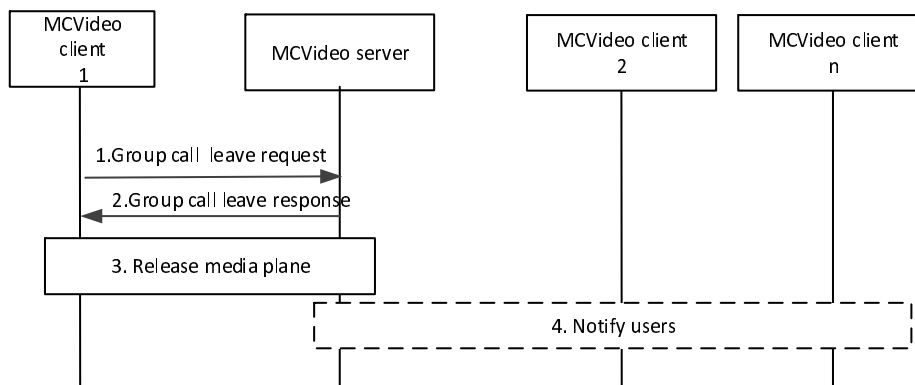 MCVideo
client
1
MCVideo server
MCVideo client
2
MCVideo client
n
1.Group call leave request
2.Group call leave response
3. Release media plane
4. Notify users